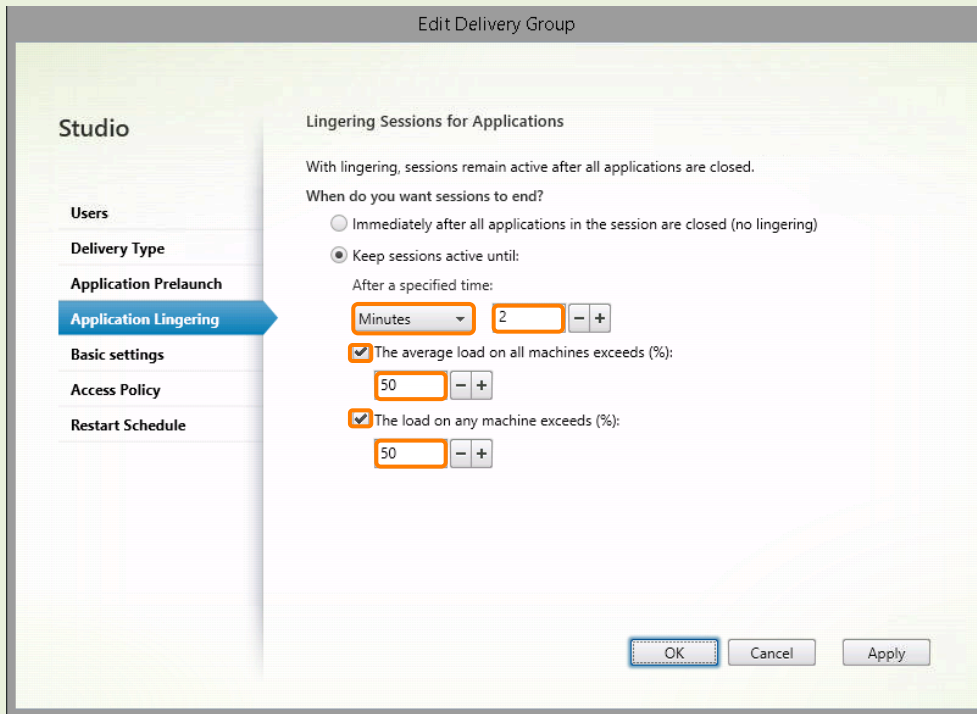 Edit Delivery Group
Studio
Users
Delivery Type
Application Prelaunch
Application Lingering
Basic settings
Access Policy
Restart Schedule
Lingering Sessions for Applications
With lingering, sessions remain active after all applications are closed.
When do you want sessions to end?
Immediately after all applications in the session are closed (no lingering)
Keep sessions active until:
After a specified time:
Minutes 2 − +
The average load on all machines exceeds (%):
50 − +
The load on any machine exceeds (%):
50 − +
OK Cancel Apply